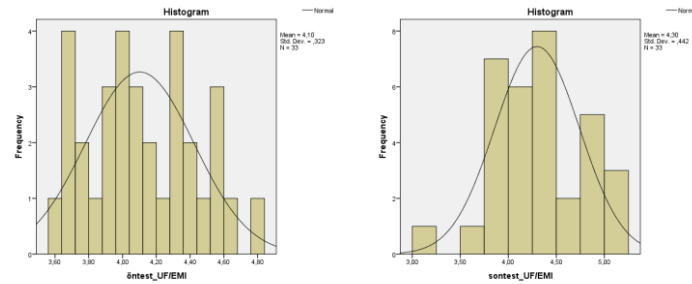 Histogram
Normal
Mean = 4,10
Std. Dev. = ,323
N = 33
Frequency
4
3
2
1
0
3,60 3,80 4,00 4,20 4,40 4,60 4,80
öntest_UF/EMI
Histogram
Normal
Mean = 4,30
Std. Dev. = ,442
N = 33
Frequency
8
6
4
2
0
3,00 3,50 4,00 4,50 5,00
sontest_UF/EMI